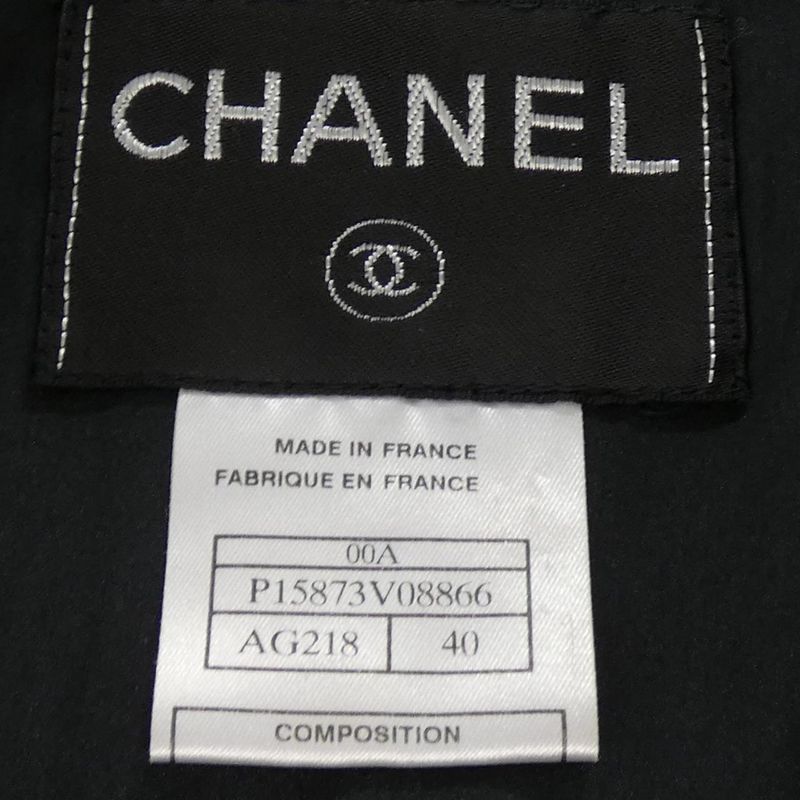 CHANEL
MADE IN FRANCE
FABRIQUE EN FRANCE
00A
P15873V08866
AG218 40
COMPOSITION